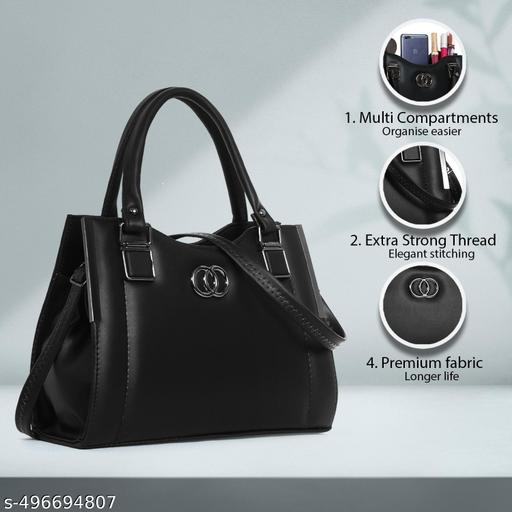 1. Multi Compartments
Organise easier
2. Extra Strong Thread
Elegant stitching
4. Premium fabric
Longer life
s-496694807